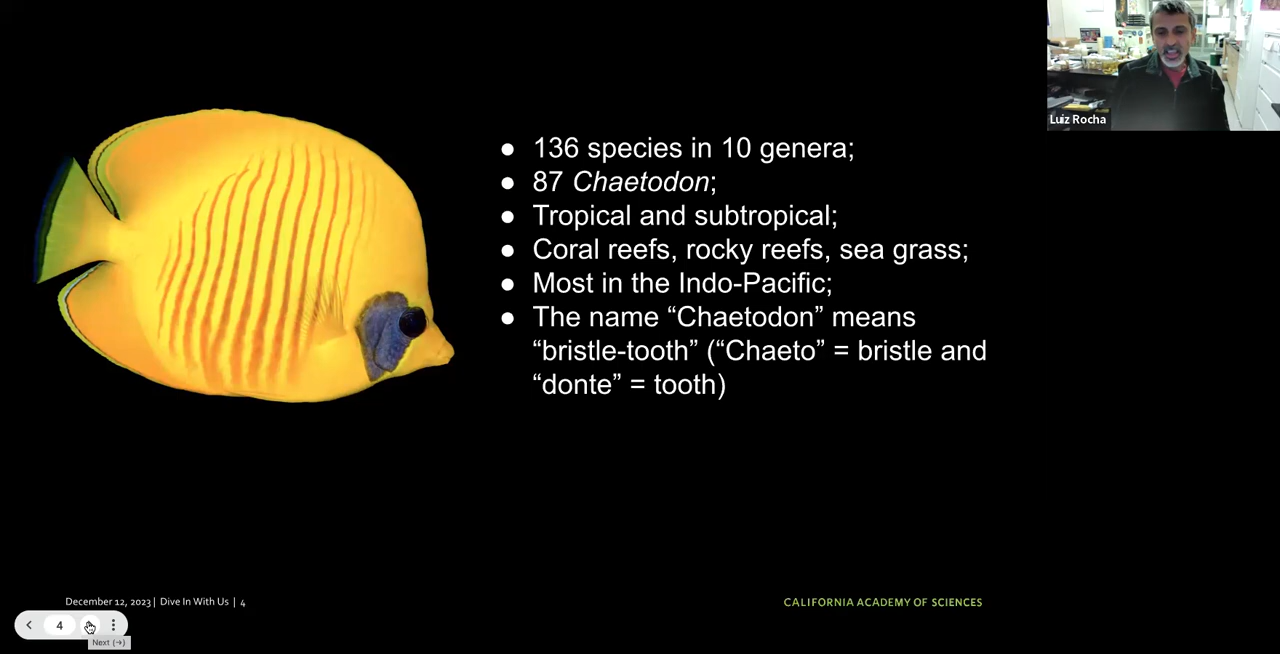 Luiz Rocha
● 136 species in 10 genera;
● 87 Chaetodon;
● Tropical and subtropical;
● Coral reefs, rocky reefs, sea grass;
● Most in the Indo-Pacific;
● The name “Chaetodon” means
“bristle-tooth” (“Chaeto” = bristle and
“donte” = tooth)
December 12, 2023 | Dive In With Us | 4
CALIFORNIA ACADEMY OF SCIENCES
4
Next (→)